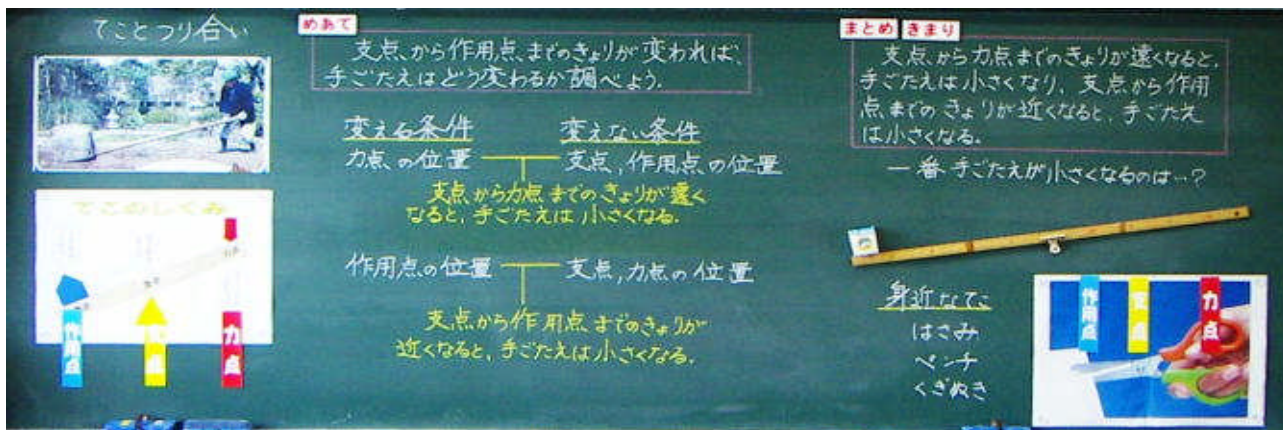 てことつり合い
てこのしくみ
作用点
支点
力点
めあて
支点から作用点までのきょりが変われば、
手ごたえはどう変わるか調べよう。
変える条件
変えない条件
力点の位置
支点,作用点の位置
支点から力点までのきょりが遠く
なると,手ごたえは小さくなる。
作用点の位置
支点,力点の位置
支点から作用点までのきょりが
近くなると,手ごたえは小さくなる。
まとめ
きまり
支点から力点までのきょりが遠くなると,
手ごたえは小さくなり、支点から作用
点までのきょりが近くなると,手ごたえ
は小さくなる。
一番手ごたえが小さくなるのは…?
身近なてこ
はさみ
ペンチ
くぎぬき
作用点
支点
力点